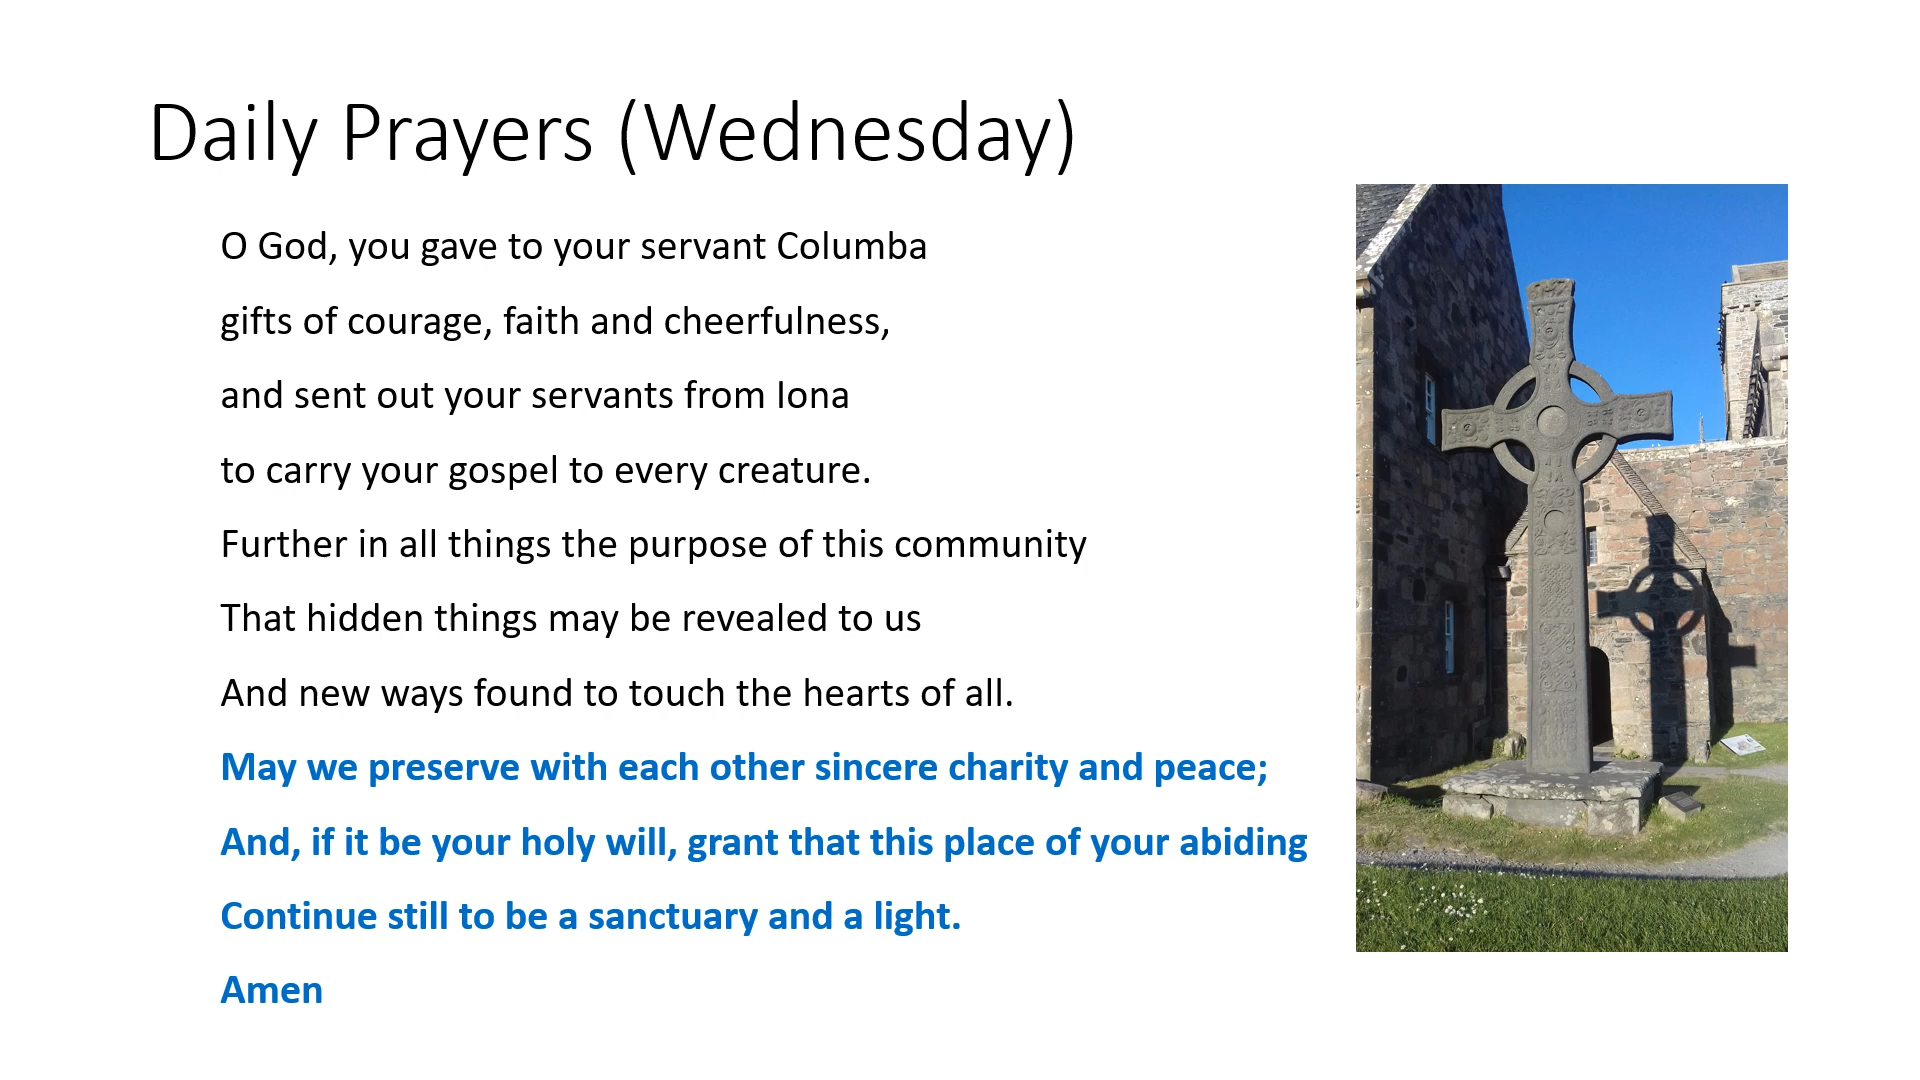 Daily Prayers (Wednesday)
O God, you gave to your servant Columba
gifts of courage, faith and cheerfulness,
and sent out your servants from Iona
to carry your gospel to every creature.
Further in all things the purpose of this community
That hidden things may be revealed to us
And new ways found to touch the hearts of all.
May we preserve with each other sincere charity and peace;
And, if it be your holy will, grant that this place of your abiding
Continue still to be a sanctuary and a light.
Amen